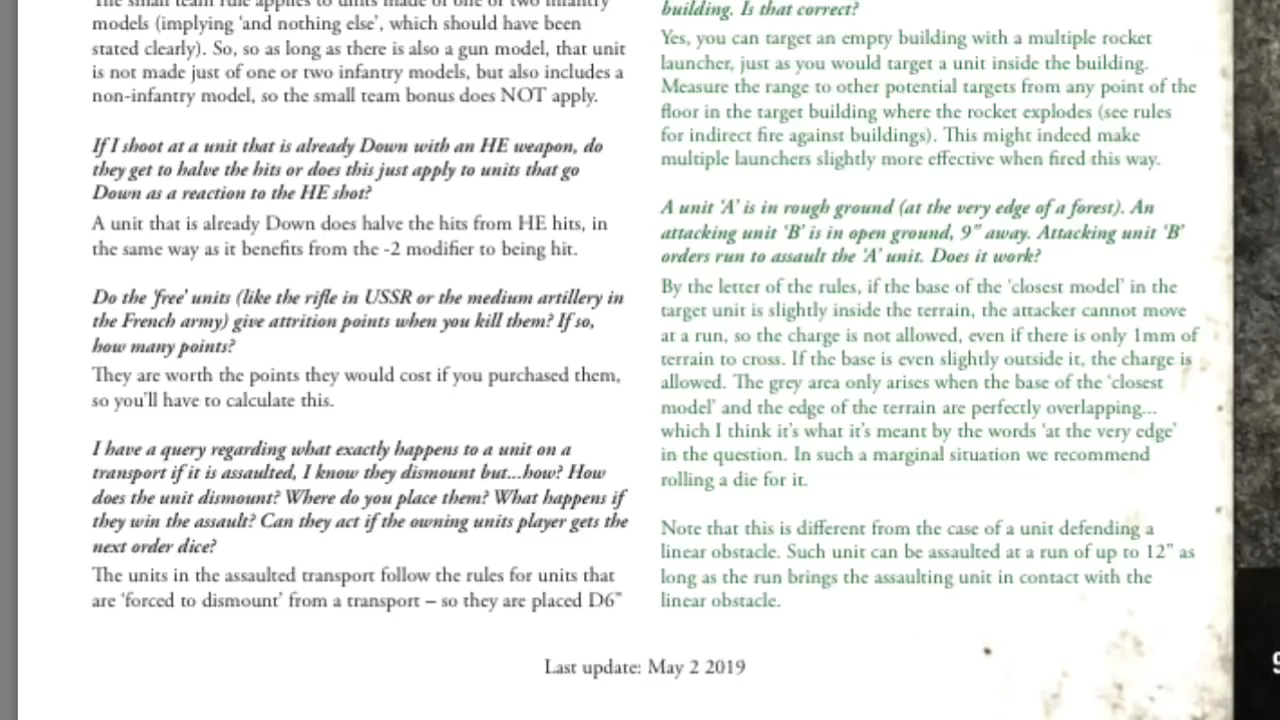 The small team rule applies to units made of one or two infantry
models (implying ‘and nothing else’, which should have been
stated clearly). So, so as long as there is also a gun model, that unit
is not made just of one or two infantry models, but also includes a
non-infantry model, so the small team bonus does NOT apply.
If I shoot at a unit that is already Down with an HE weapon, do
they get to halve the hits or does this just apply to units that go
Down as a reaction to the HE shot?
A unit that is already Down does halve the hits from HE hits, in
the same way as it benefits from the -2 modifier to being hit.
Do the ‘free’ units (like the rifle in USSR or the medium artillery in
the French army) give attrition points when you kill them? If so,
how many points?
They are worth the points they would cost if you purchased them,
so you’ll have to calculate this.
I have a query regarding what exactly happens to a unit on a
transport if it is assaulted, I know they dismount but...how? How
does the unit dismount? Where do you place them? What happens if
they win the assault? Can they act if the owning units player gets the
next order dice?
The units in the assaulted transport follow the rules for units that
are ‘forced to dismount’ from a transport – so they are placed D6”
building. Is that correct?
Yes, you can target an empty building with a multiple rocket
launcher, just as you would target a unit inside the building.
Measure the range to other potential targets from any point of the
floor in the target building where the rocket explodes (see rules
for indirect fire against buildings). This might indeed make
multiple launchers slightly more effective when fired this way.
A unit ‘A’ is in rough ground (at the very edge of a forest). An
attacking unit ‘B’ is in open ground, 9” away. Attacking unit ‘B’
orders run to assault the ‘A’ unit. Does it work?
By the letter of the rules, if the base of the ‘closest model’ in the
target unit is slightly inside the terrain, the attacker cannot move
at a run, so the charge is not allowed, even if there is only 1mm of
terrain to cross. If the base is even slightly outside it, the charge is
allowed. The grey area only arises when the base of the ‘closest
model’ and the edge of the terrain are perfectly overlapping...
which I think it’s what it’s meant by the words ‘at the very edge’
in the question. In such a marginal situation we recommend
rolling a die for it.
Note that this is different from the case of a unit defending a
linear obstacle. Such unit can be assaulted at a run of up to 12” as
long as the run brings the assaulting unit in contact with the
linear obstacle.
Last update: May 2 2019